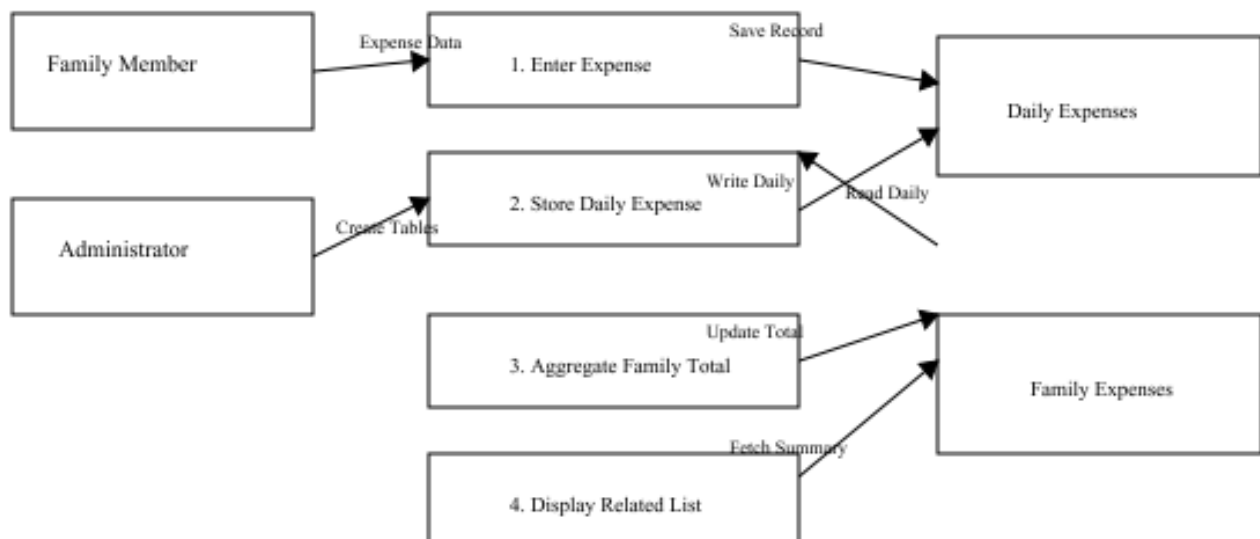 Family Member
Expense Data
1. Enter Expense
Save Record
Daily Expenses
Administrator
Create Tables
2. Store Daily Expense
Write Daily
Read Daily
3. Aggregate Family Total
Update Total
Family Expenses
4. Display Related List
Fetch Summary